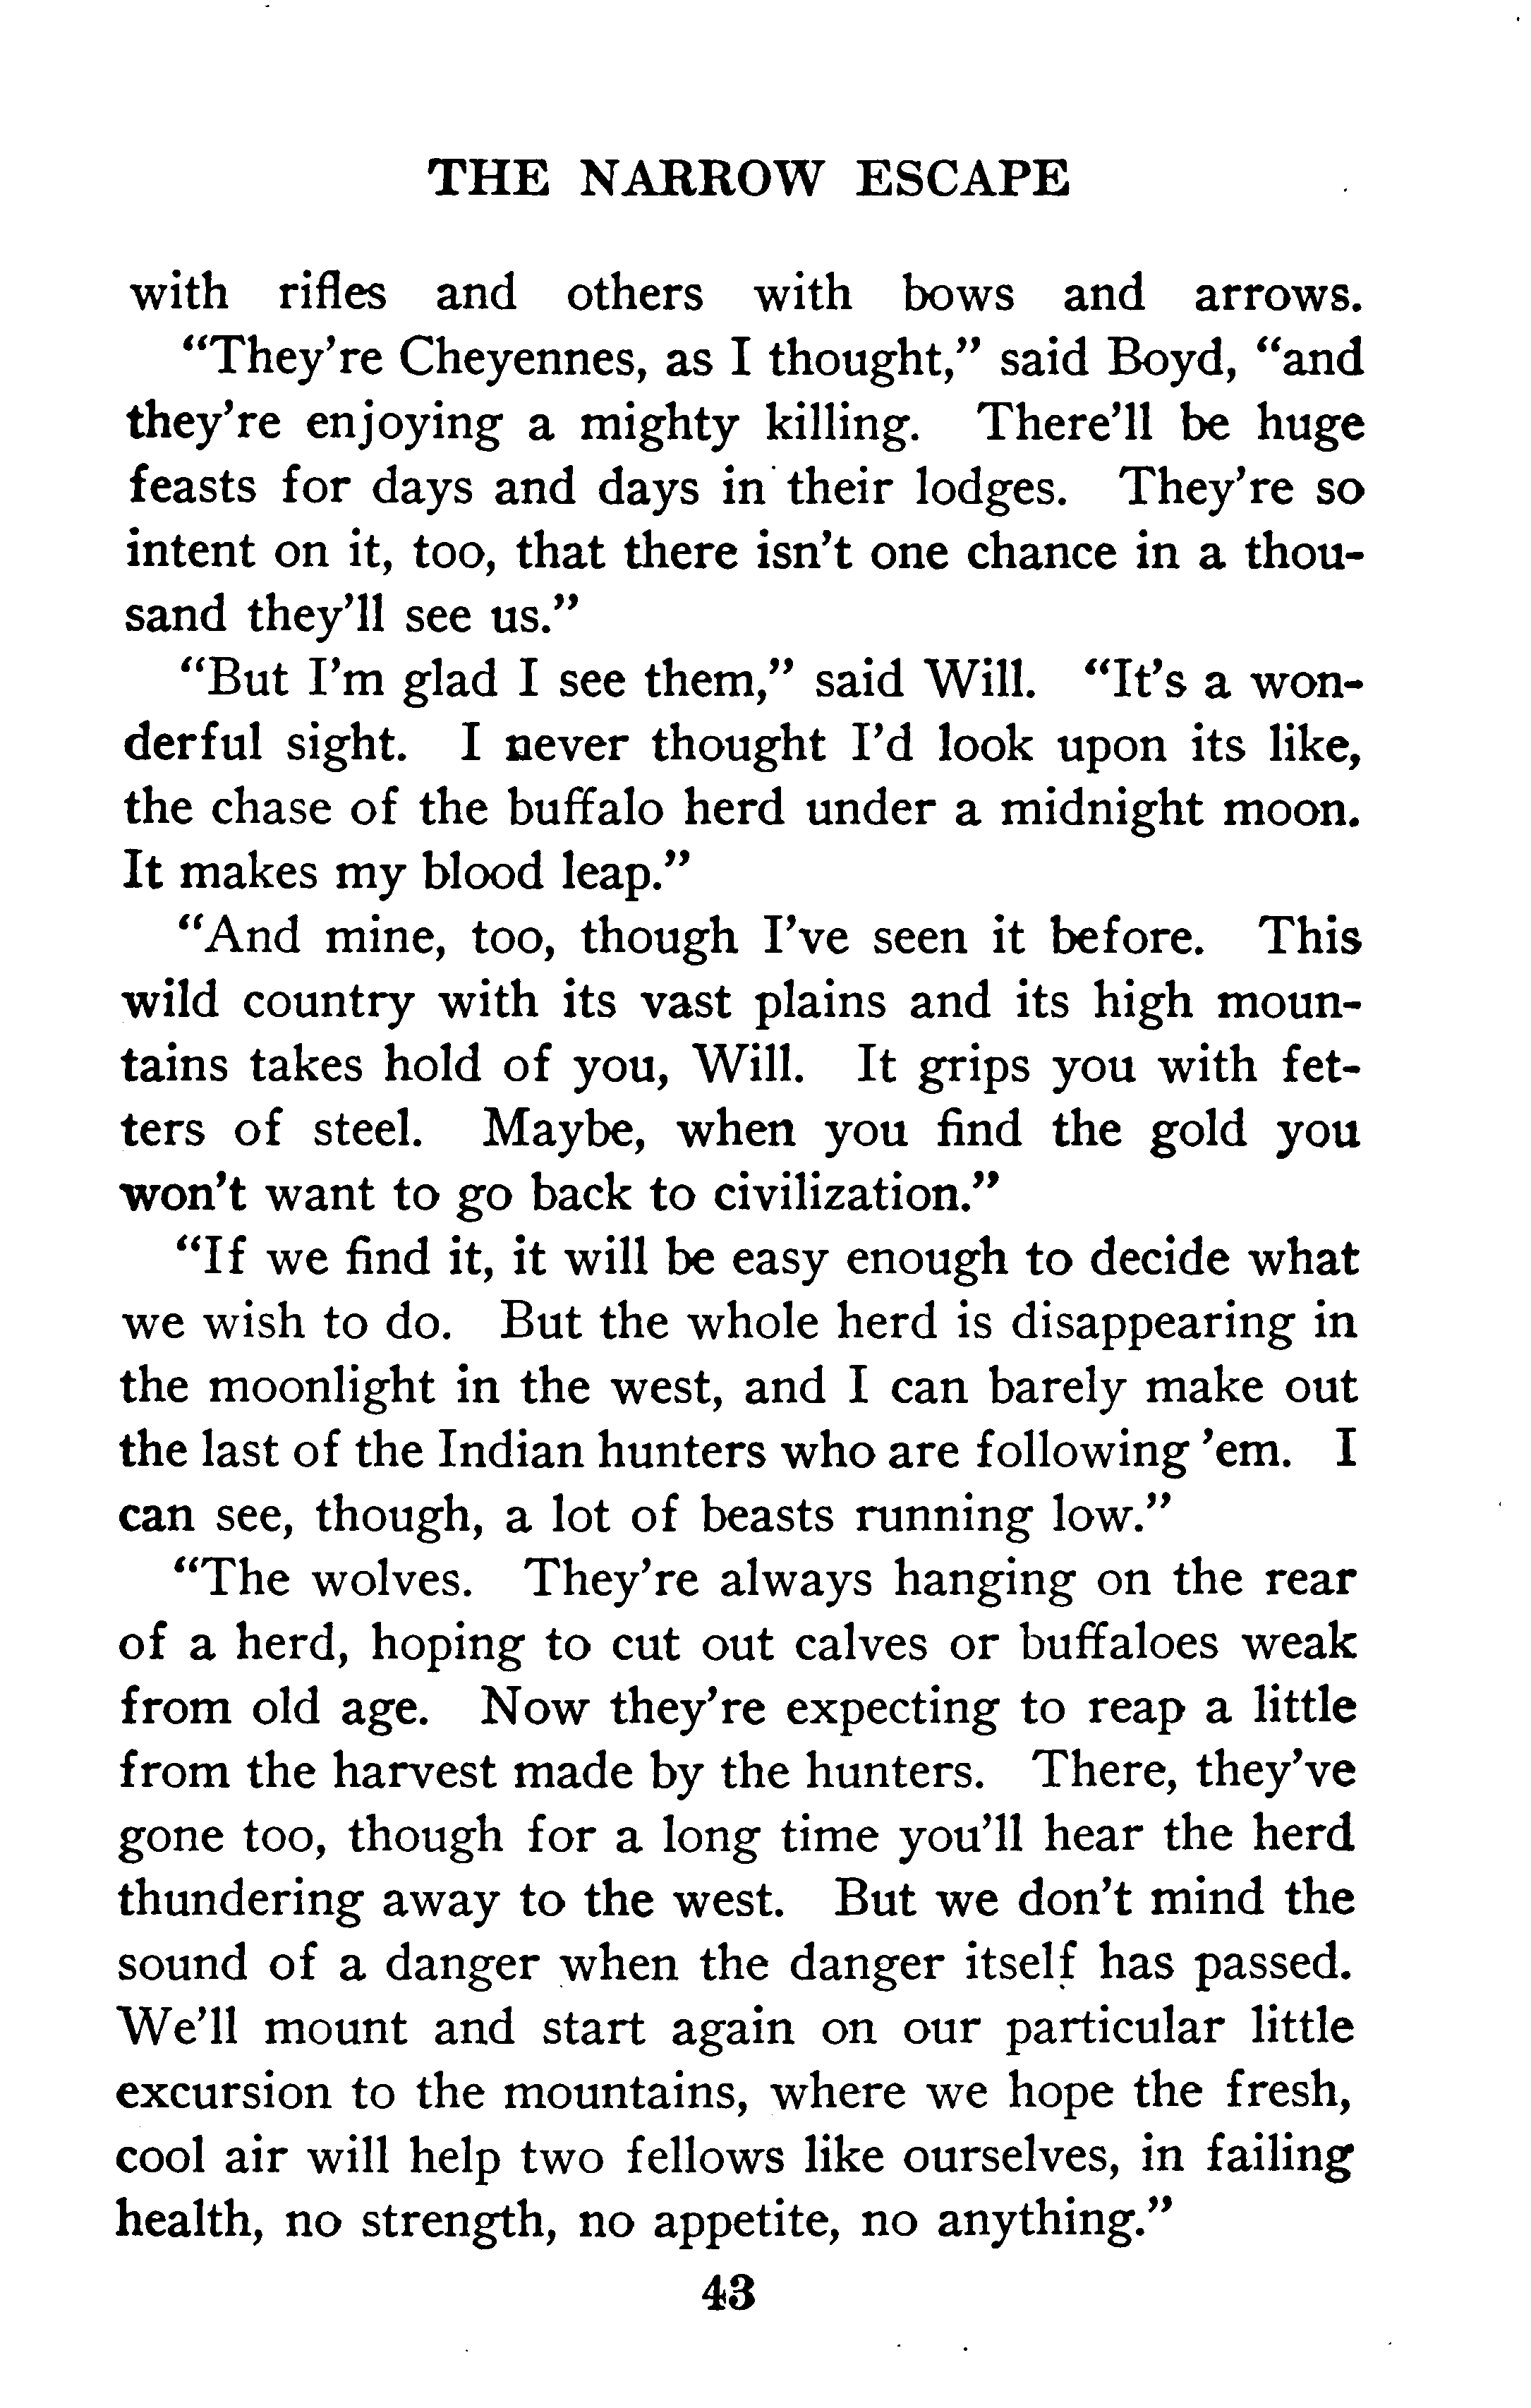 THE NARROW ESCAPE
with rifles and others with bows and arrows.
"They're Cheyennes, as I thought," said Boyd, "and
they're enjoying a mighty killing. There'll be huge
feasts for days and days in their lodges. They're so
intent on it, too, that there isn't one chance in a thou-
sand they'll see us."
"But I'm glad I see them," said Will. "It's a won-
derful sight. I never thought I'd look upon its like,
the chase of the buffalo herd under a midnight moon.
It makes my blood leap."
"And mine, too, though I've seen it before. This
wild country with its vast plains and its high moun-
tains takes hold of you, Will. It grips you with fet-
ters of steel. Maybe, when you find the gold you
won't want to go back to civilization."
"If we find it, it will be easy enough to decide what
we wish to do. But the whole herd is disappearing in
the moonlight in the west, and I can barely make out
the last of the Indian hunters who are following 'em. I
can see, though, a lot of beasts running low."
"The wolves. They're always hanging on the rear
of a herd, hoping to cut out calves or buffaloes weak
from old age. Now they're expecting to reap a little
from the harvest made by the hunters. There, they've
gone too, though for a long time you'll hear the herd
thundering away to the west. But we don't mind the
sound of a danger when the danger itself has passed.
We'll mount and start again on our particular little
excursion to the mountains, where we hope the fresh,
cool air will help two fellows like ourselves, in failing
health, no strength, no appetite, no anything."
43